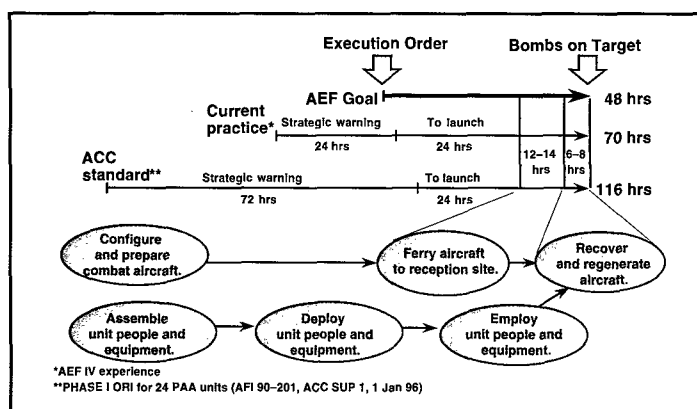 Execution Order
Bombs on Target
AEF Goal
48 hrs
Current
practice*
Strategic warning
24 hrs
To launch
24 hrs
12–14
hrs
6–8
hrs
70 hrs
ACC
standard**
Strategic warning
72 hrs
To launch
24 hrs
116 hrs
Configure
and prepare
combat aircraft.
Ferry aircraft
to reception site.
Recover
and regenerate
aircraft.
Assemble
unit people and
equipment.
Deploy
unit people and
equipment.
Employ
unit people and
equipment.
*AEF IV experience
**PHASE I ORI for 24 PAA units (AFI 90–201, ACC SUP 1, 1 Jan 96)